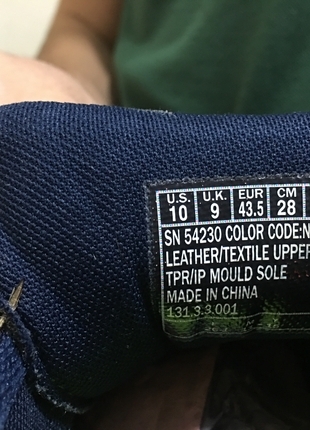 U.S. U.K. EUR CM
10 9 43.5 28
SN 54230 COLOR CODE:N
LEATHER/TEXTILE UPPER
TPR/IP MOULD SOLE
MADE IN CHINA
131.3.9.001